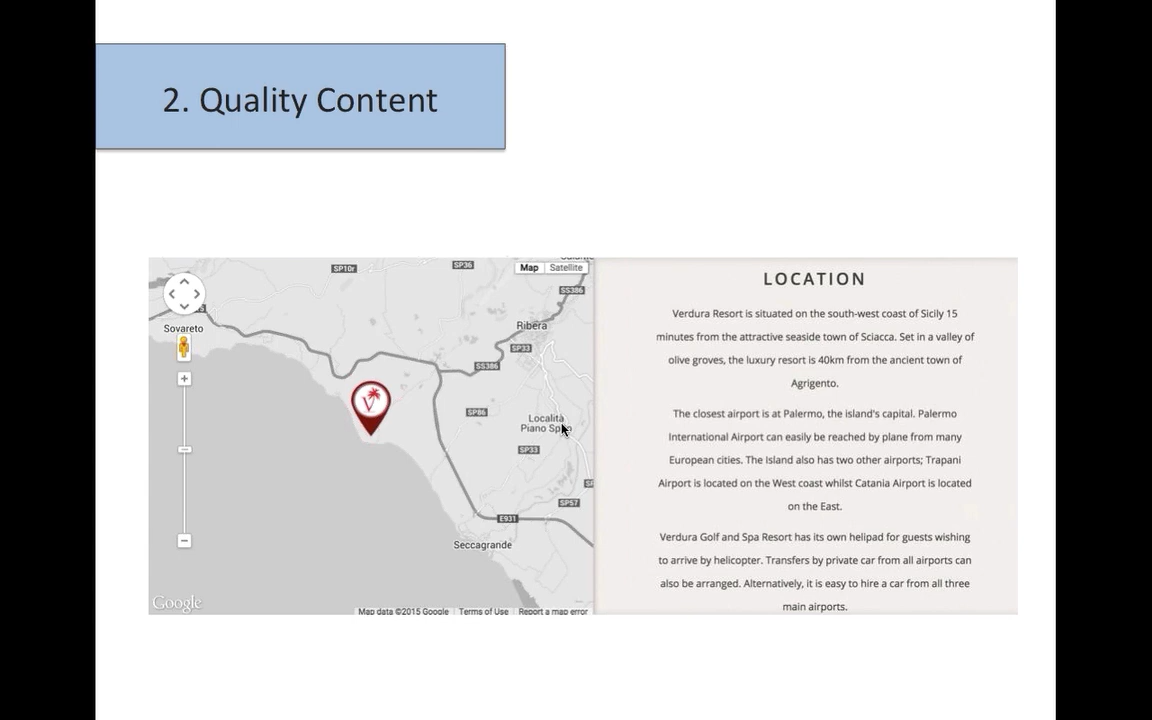 2. Quality Content
SP10r
SP36
Map
Satellite
SS386
Sovareto
Ribera
SP33
SS386
SP86
Località
Piano Sp
SP33
SP57
E931
Seccagrande
Google
Map data ©2015 Google
Terms of Use
Report a map error
LOCATION
Verdura Resort is situated on the south-west coast of Sicily 15
minutes from the attractive seaside town of Sciacca. Set in a valley of
olive groves, the luxury resort is 40km from the ancient town of
Agrigento.
The closest airport is at Palermo, the island's capital. Palermo
International Airport can easily be reached by plane from many
European cities. The Island also has two other airports; Trapani
Airport is located on the West coast whilst Catania Airport is located
on the East.
Verdura Golf and Spa Resort has its own helipad for guests wishing
to arrive by helicopter. Transfers by private car from all airports can
also be arranged. Alternatively, it is easy to hire a car from all three
main airports.